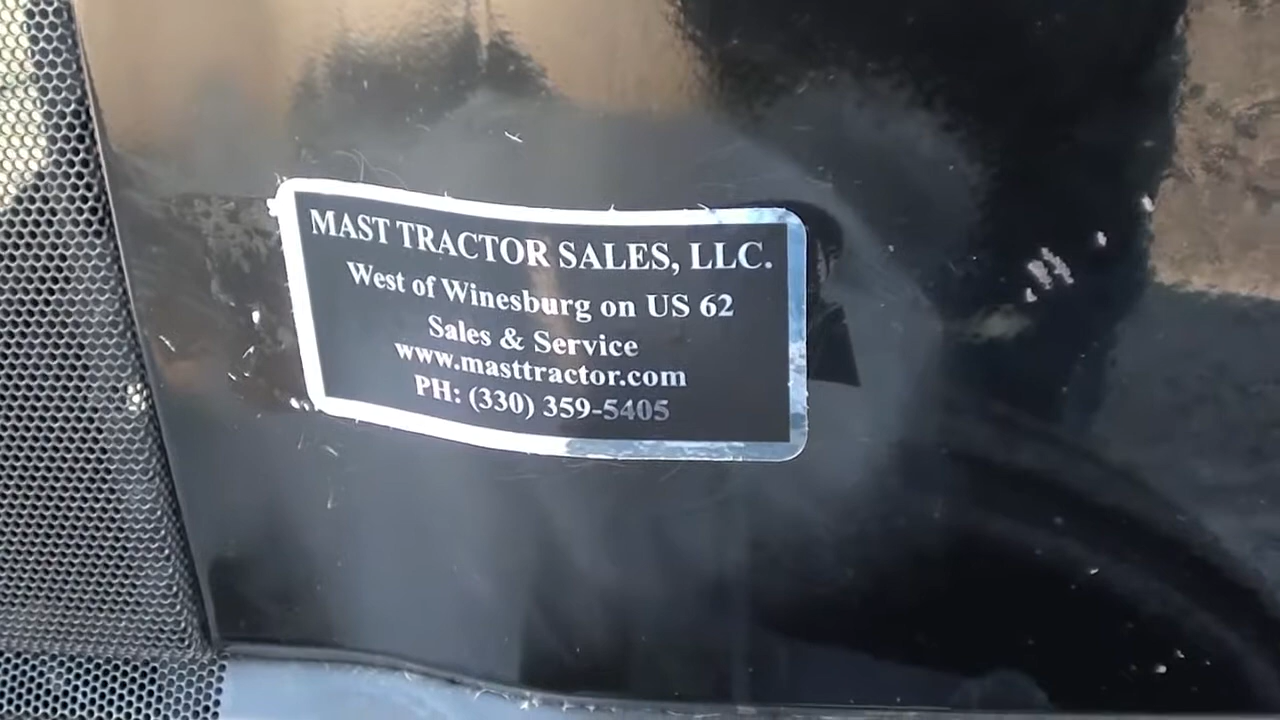 MAST TRACTOR SALES, LLC.
West of Winesburg on US 62
Sales & Service
www.masttractor.com
PH: (330) 359-5405